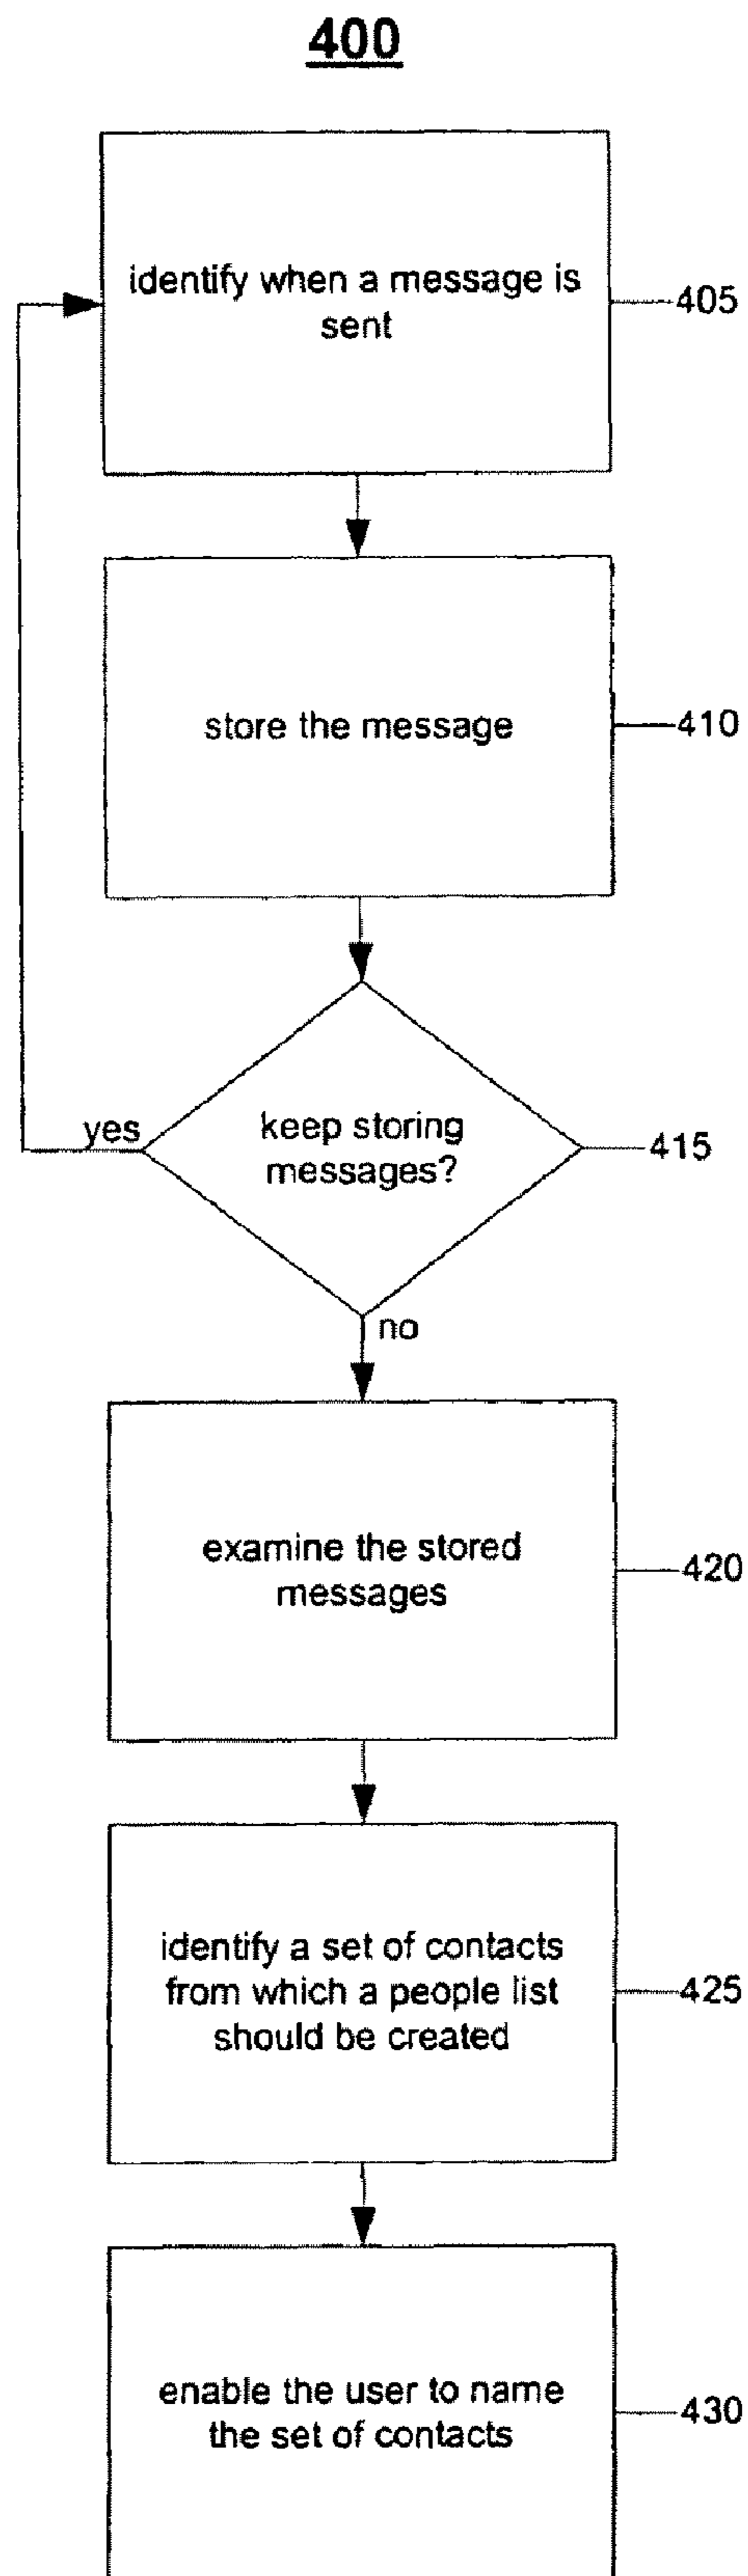 400
identify when a message is
sent
405
store the message
410
keep storing
messages?
415
yes
no
examine the stored
messages
420
identify a set of contacts
from which a people list
should be created
425
enable the user to name
the set of contacts
430